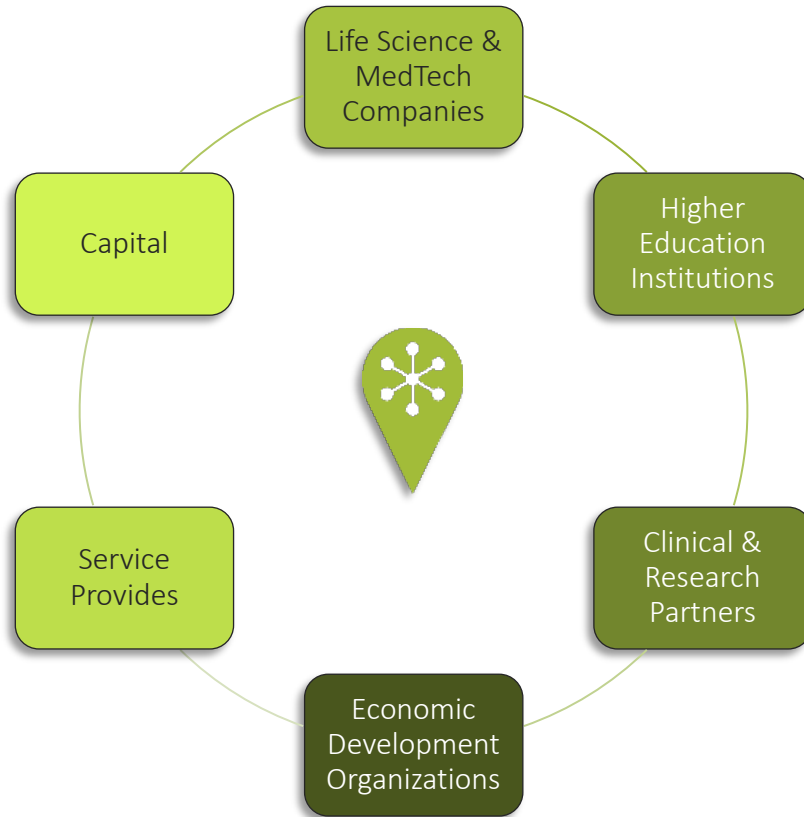 Life Science &
MedTech
Companies
Capital
Higher
Education
Institutions
Service
Provides
Clinical &
Research
Partners
Economic
Development
Organizations